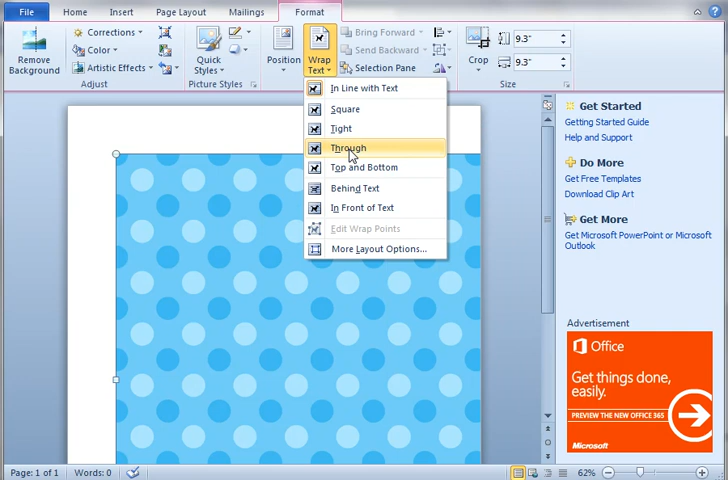 File Home Insert Page Layout Mailings Format
Remove Background
Corrections
Color
Artistic Effects
Adjust
Quick Styles
Picture Styles
Position
Wrap Text
Bring Forward
Send Backward
Selection Pane
Crop
9.3"
9.3"
In Line with Text
Square
Tight
Through
Top and Bottom
Behind Text
In Front of Text
Edit Wrap Points
More Layout Options...
Get Started
Getting Started Guide
Help and Support
Do More
Get Free Templates
Download Clip Art
Get More
Get Microsoft PowerPoint or Microsoft
Outlook
Advertisement
Office
Get things done,
easily.
PREVIEW THE NEW OFFICE 365
Microsoft
Page: 1 of 1 Words: 0 62%